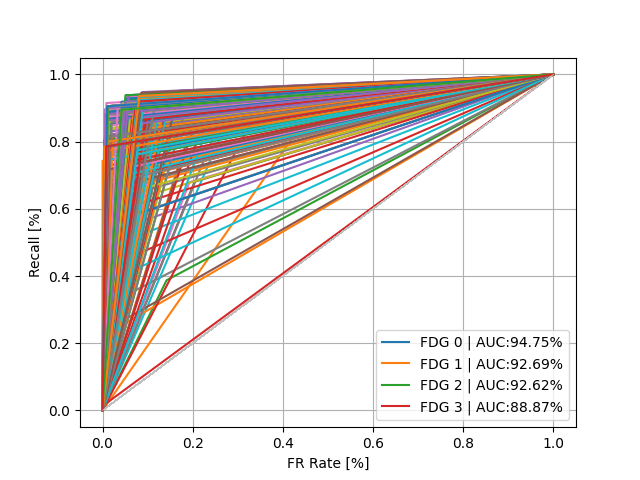 1.0
0.8
0.6
0.4
0.2
0.0
Recall [%]
0.0 0.2 0.4 0.6 0.8 1.0
FR Rate [%]
FDG 0 | AUC:94.75%
FDG 1 | AUC:92.69%
FDG 2 | AUC:92.62%
FDG 3 | AUC:88.87%